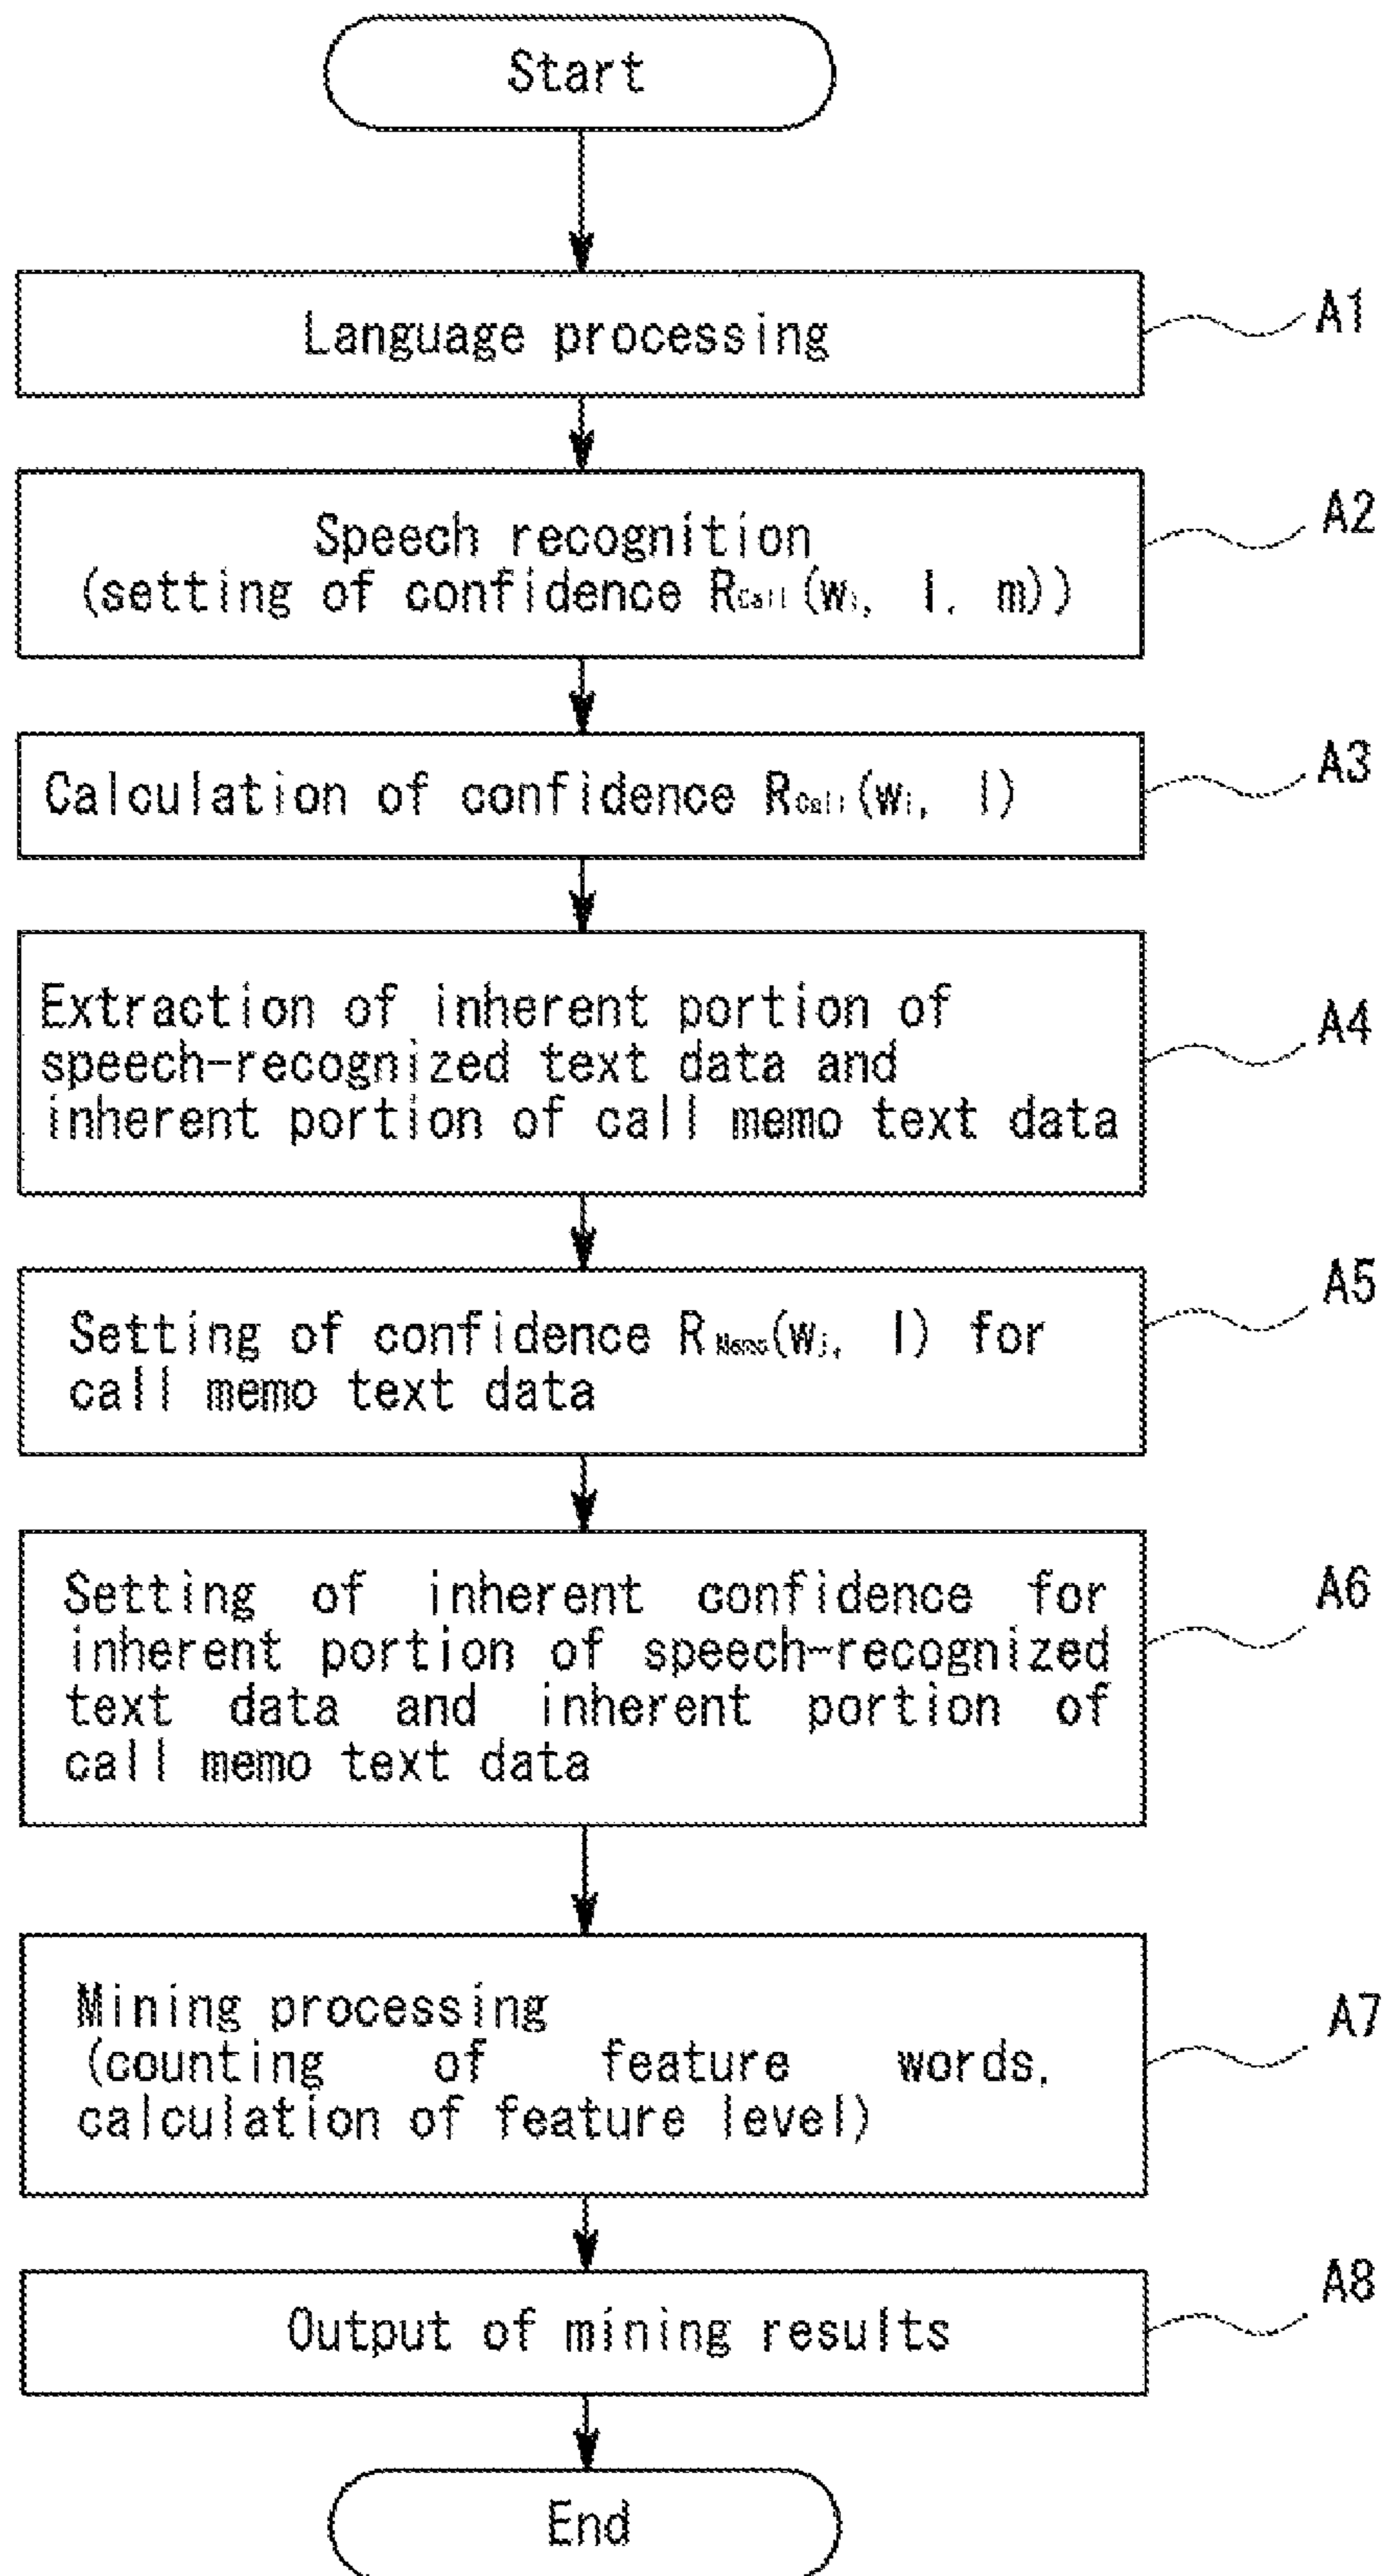 Start
Language processing
A1
Speech recognition
(setting of confidence RCall(wi, l, m))
A2
Calculation of confidence RCall(wi, l)
A3
Extraction of inherent portion of
speech-recognized text data and
inherent portion of call memo text data
A4
Setting of confidence RMemo(wj, l) for
call memo text data
A5
Setting of inherent confidence for
inherent portion of speech-recognized
text data and inherent portion of
call memo text data
A6
Mining processing
(counting of feature words,
calculation of feature level)
A7
Output of mining results
A8
End